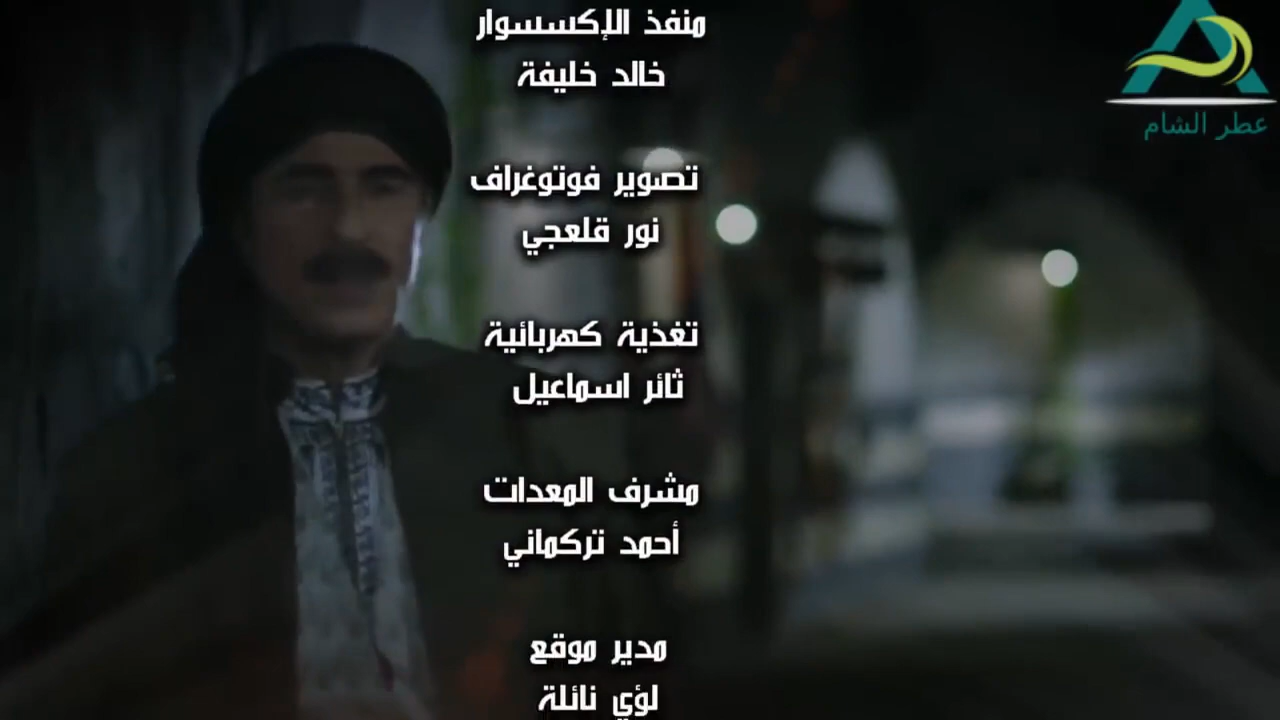 منفذ الإكسسوار
خالد خليفة
تصوير فوتوغراف
نور قلعجي
تغذية كهربائية
ثائر اسماعيل
مشرف المعدات
أحمد تركماني
مدير موقع
لؤي نائلة
عطر الشام